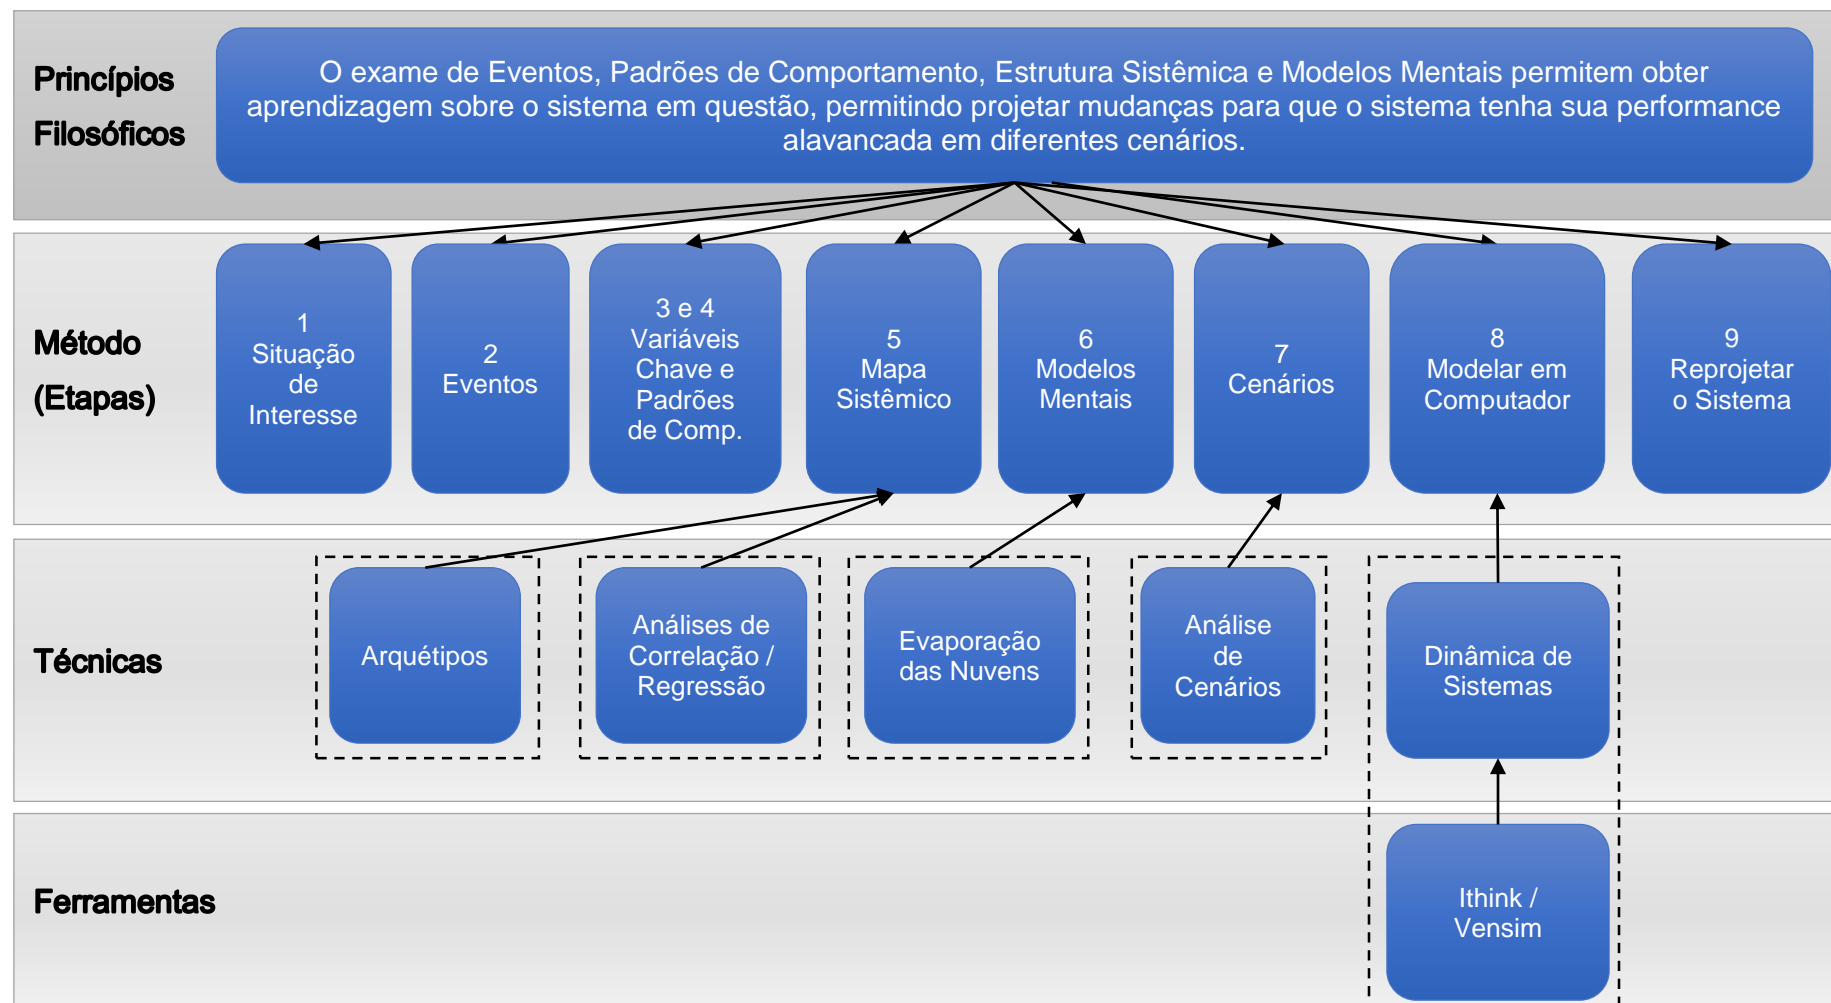 Princípios
Filosóficos
O exame de Eventos, Padrões de Comportamento, Estrutura Sistêmica e Modelos Mentais permitem obter
aprendizagem sobre o sistema em questão, permitindo projetar mudanças para que o sistema tenha sua performance
alavancada em diferentes cenários.
Método
(Etapas)
1
Situação
de
Interesse
2
Eventos
3 e 4
Variáveis
Chave e
Padrões
de Comp.
5
Mapa
Sistêmico
6
Modelos
Mentais
7
Cenários
8
Modelar em
Computador
9
Reprojetar
o Sistema
Técnicas
Arquétipos
Análises de
Correlação /
Regressão
Evaporação
das Nuvens
Análise
de
Cenários
Dinâmica de
Sistemas
Ferramentas
Ithink /
Vensim